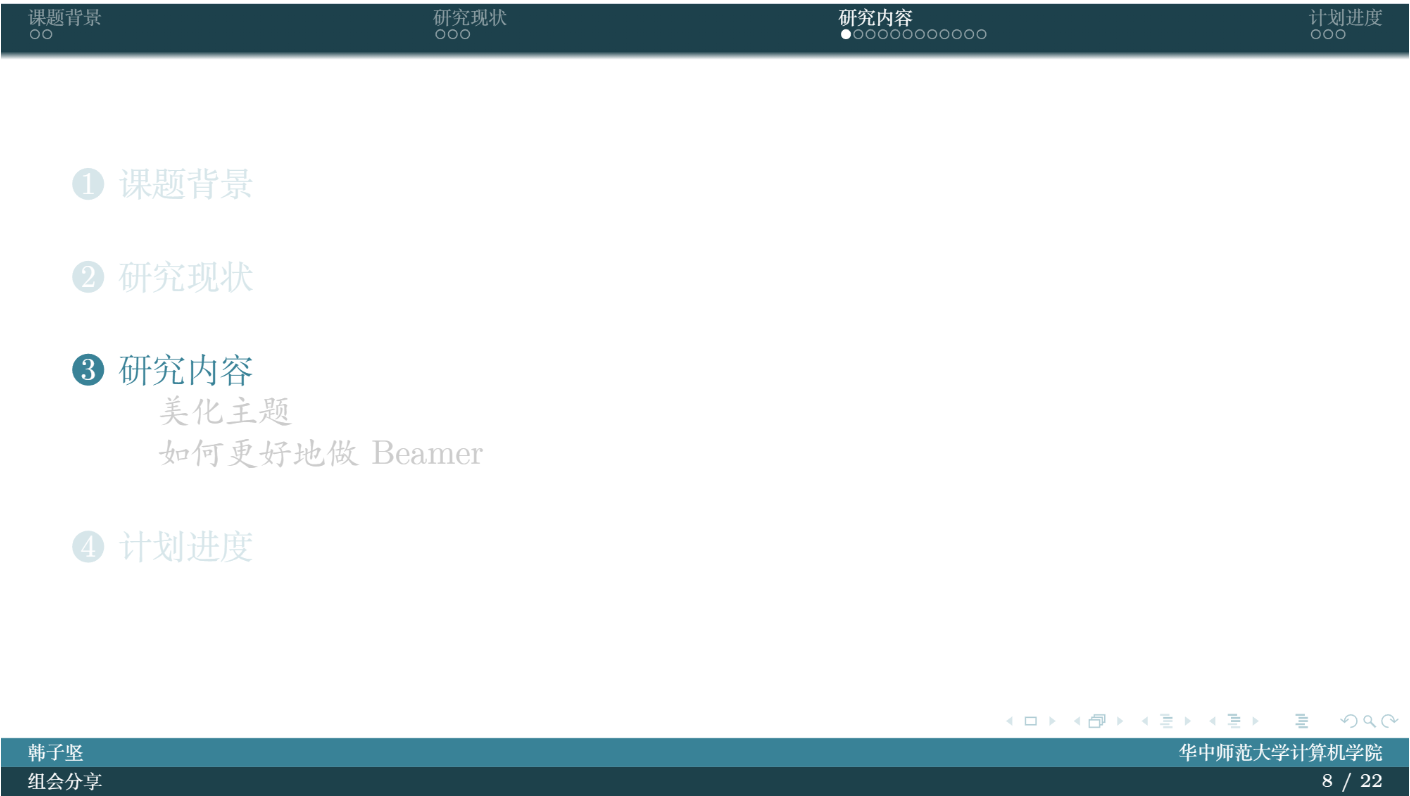 课题背景 研究现状 研究内容 计划进度
1 课题背景
2 研究现状
3 研究内容
美化主题
如何更好地做 Beamer
4 计划进度
韩子坚 华中师范大学计算机学院
组会分享 8 / 22